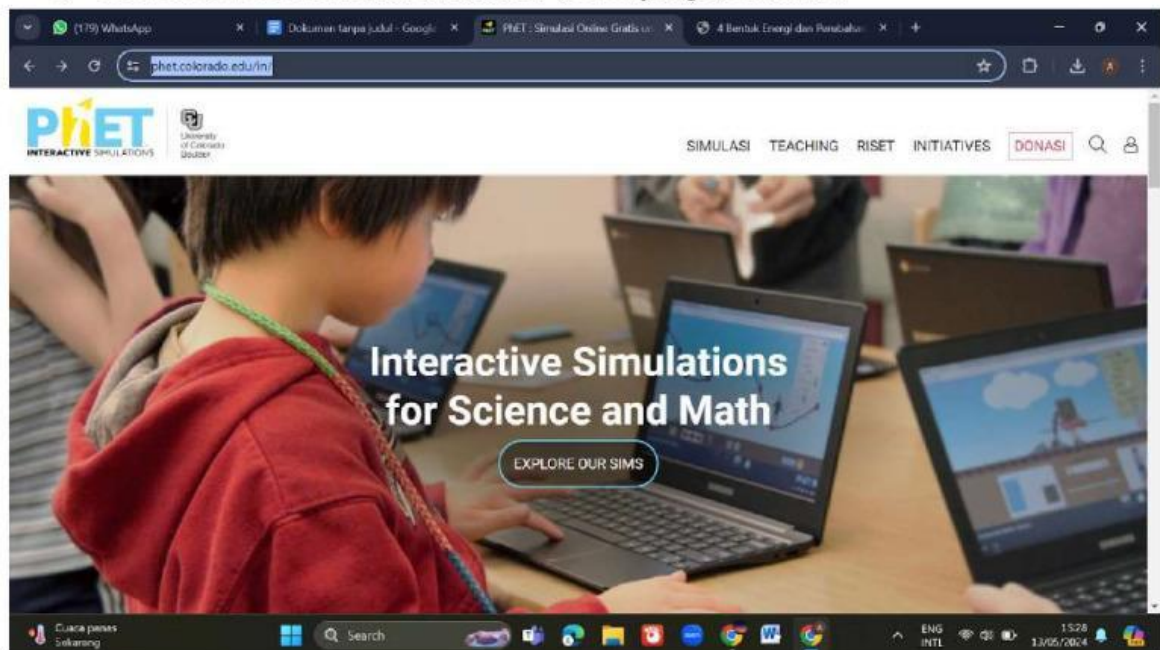 (179) WhatsApp
Dokumen tanpa judul - Google
PhET : Simulasi Online Gratis un
4 Bentuk Energi dan Perubahan
phet.colorado.edu/in/
PhET
INTERACTIVE SIMULATIONS
University
of Colorado
Boulder
SIMULASI TEACHING RISET INITIATIVES DONASI
Interactive Simulations
for Science and Math
EXPLORE OUR SIMS
Cuaca panas
Sekarang
Search
ENG
INTL
15:28
13/05/2024